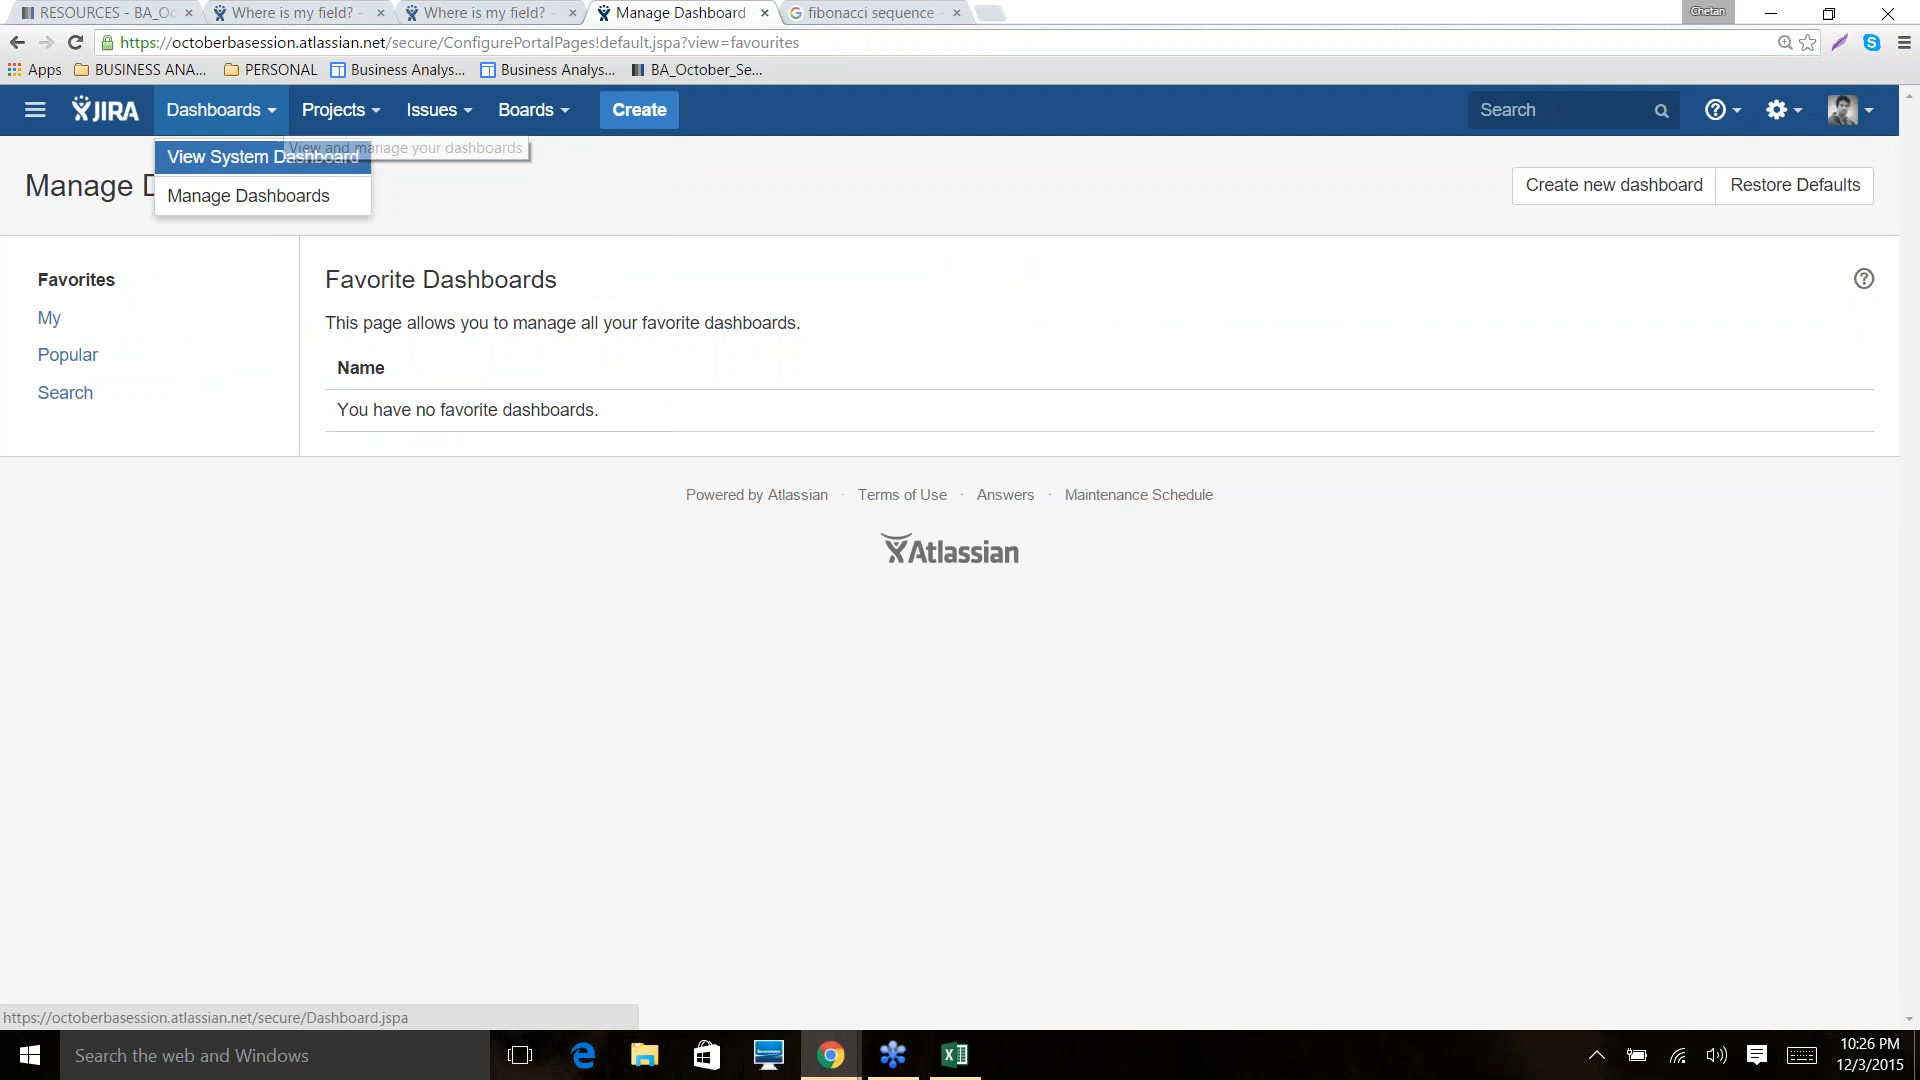 RESOURCES - BA_Oc
Where is my field? -
Where is my field? -
Manage Dashboard
fibonacci sequence -
Chetan
https://octoberbasession.atlassian.net/secure/ConfigurePortalPages!default.jspa?view=favourites
Apps
BUSINESS ANA...
PERSONAL
Business Analys...
Business Analys...
BA_October_Se...
JIRA
Dashboards
Projects
Issues
Boards
Create
Search
View System Dashboard
View and manage your dashboards
Manage Dashboards
Manage D
Create new dashboard
Restore Defaults
Favorites
My
Popular
Search
Favorite Dashboards
This page allows you to manage all your favorite dashboards.
Name
You have no favorite dashboards.
Powered by Atlassian · Terms of Use · Answers · Maintenance Schedule
Atlassian
https://octoberbasession.atlassian.net/secure/Dashboard.jspa
Search the web and Windows
10:26 PM
12/3/2015